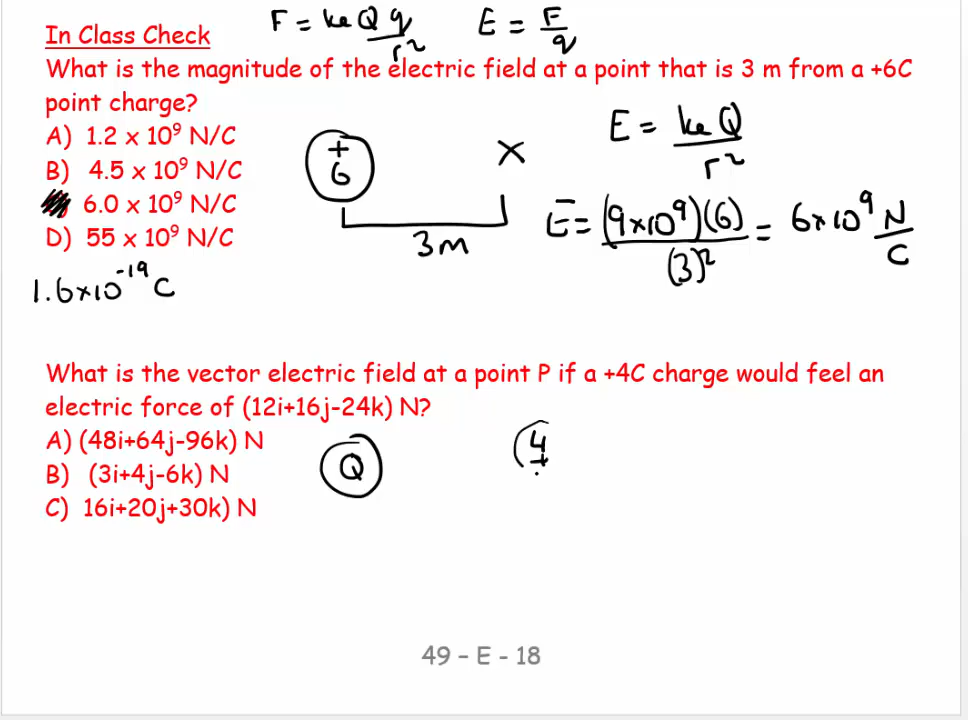 F = keQq/r² E = F/q
In Class Check
What is the magnitude of the electric field at a point that is 3 m from a +6C
point charge?
A) 1.2 x 10⁹ N/C
B) 4.5 x 10⁹ N/C
6.0 x 10⁹ N/C
D) 55 x 10⁹ N/C
+
6
X
3m
E = keQ/r²
E = (9x10⁹)(6)/(3)² = 6x10⁹ N/C
1.6x10⁻¹⁹ C
What is the vector electric field at a point P if a +4C charge would feel an
electric force of (12i+16j-24k) N?
A) (48i+64j-96k) N
B) (3i+4j-6k) N
C) 16i+20j+30k) N
Q
4
+
49 – E - 18